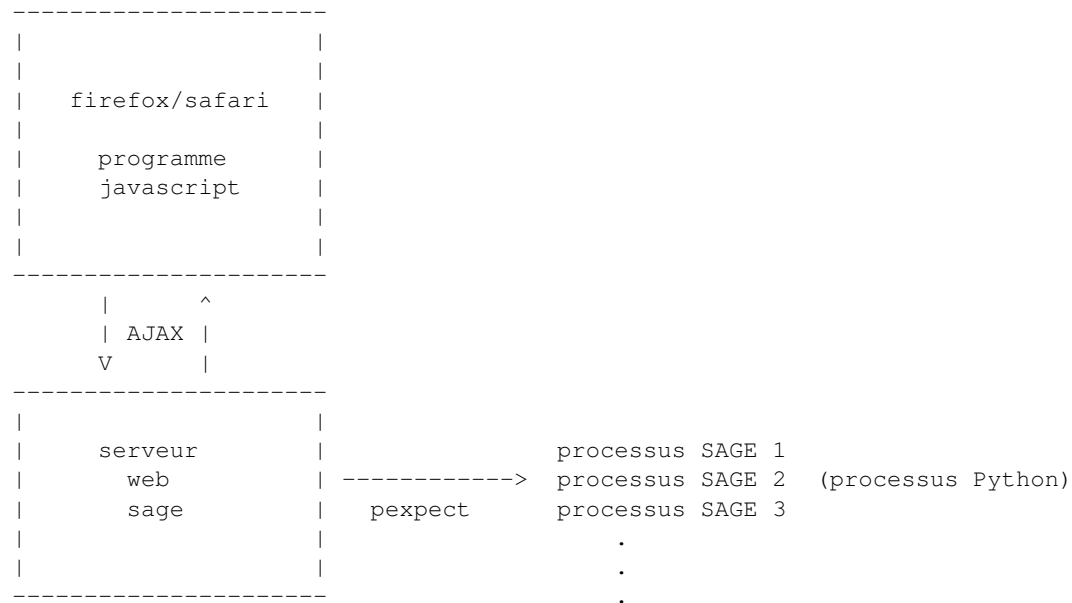 ----------------------
|                    |
|                    |
|   firefox/safari   |
|                    |
|     programme      |
|     javascript     |
|                    |
|                    |
----------------------
      |      ^
      | AJAX |
      V      |
----------------------
|                    |
|     serveur        |                processus SAGE 1
|       web          | ------------>  processus SAGE 2  (processus Python)
|       sage         |   pexpect      processus SAGE 3
|                    |                    .
|                    |                    .
----------------------                    .